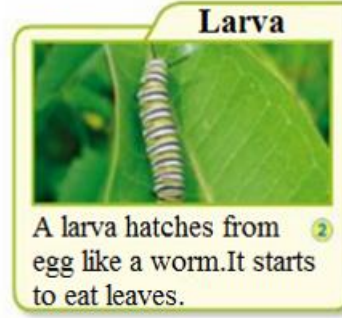 Larva
A larva hatches from 2
egg like a worm.It starts
to eat leaves.